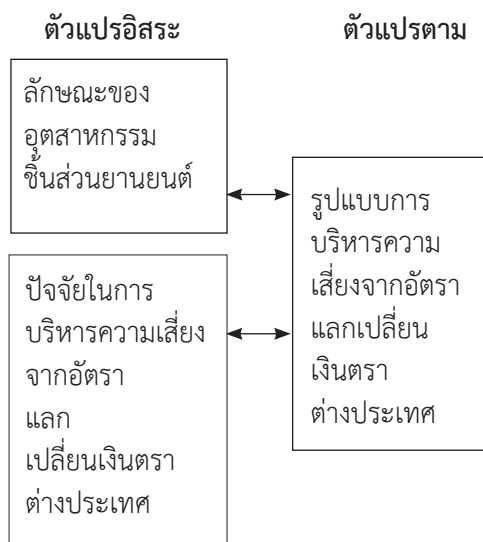 ตัวแปรอิสระ
ตัวแปรตาม
ลักษณะของ
อุตสาหกรรม
ชิ้นส่วนยานยนต์
ปัจจัยในการ
บริหารความเสี่ยง
จากอัตรา
แลก
เปลี่ยนเงินตรา
ต่างประเทศ
รูปแบบการ
บริหารความ
เสี่ยงจากอัตรา
แลกเปลี่ยน
เงินตรา
ต่างประเทศ